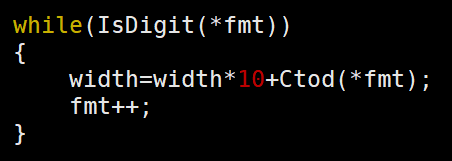 while(IsDigit(*fmt))
{
    width=width*10+Ctod(*fmt);
    fmt++;
}